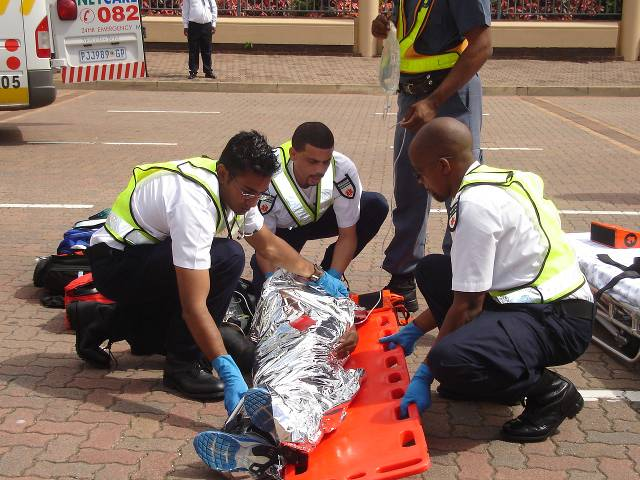 NETCARE
082
24HR EMERGENCY
PJJ989 GP
05